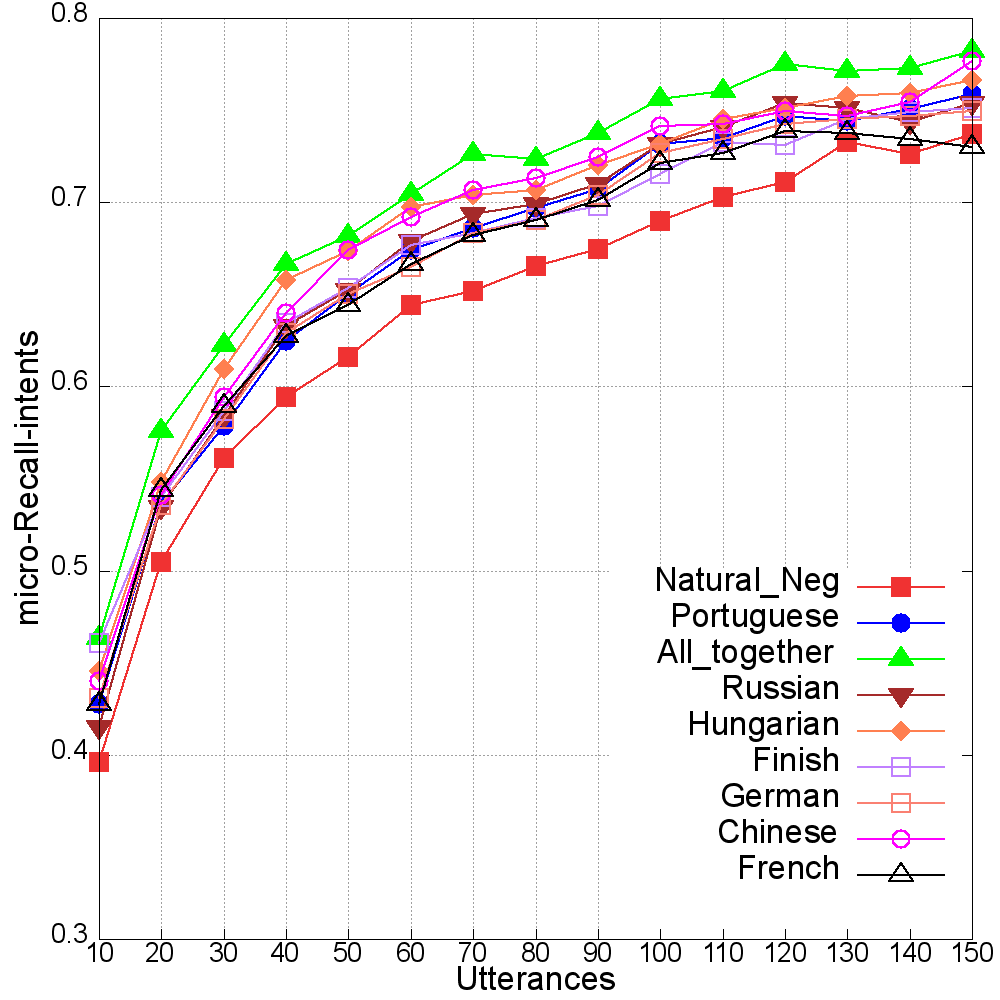 0.8
0.7
0.6
0.5
0.4
0.3
micro-Recall-intents
Natural_Neg
Portuguese
All_together
Russian
Hungarian
Finish
German
Chinese
French
10 20 30 40 50 60 70 80 90 100 110 120 130 140 150
Utterances